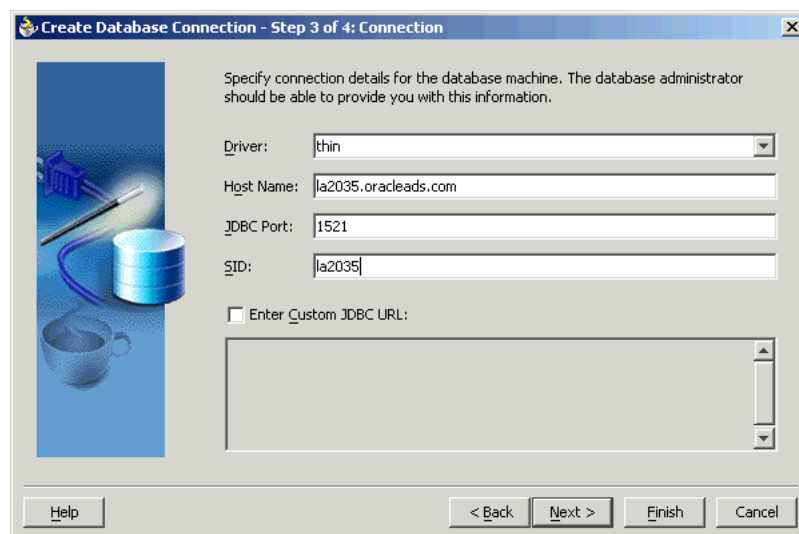 Create Database Connection - Step 3 of 4: Connection
Specify connection details for the database machine. The database administrator
should be able to provide you with this information.
Driver: thin
Host Name: la2035.oracleads.com
JDBC Port: 1521
SID: la2035
Enter Custom JDBC URL:
Help < Back Next > Finish Cancel